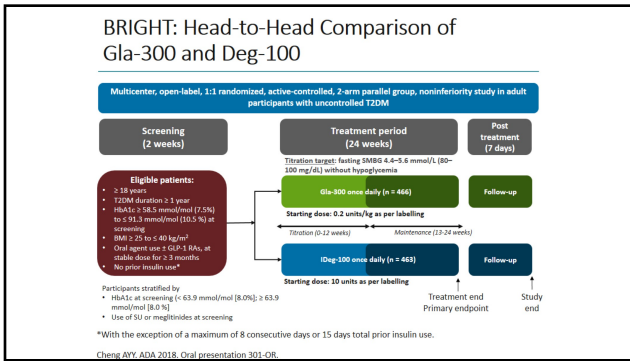 BRIGHT: Head-to-Head Comparison of
Gla-300 and Deg-100
Multicenter, open-label, 1:1 randomized, active-controlled, 2-arm parallel group, noninferiority study in adult
participants with uncontrolled T2DM
Screening
(2 weeks)
Treatment period
(24 weeks)
Post
treatment
(7 days)
Titration target: fasting SMBG 4.4–5.6 mmol/L (80–
100 mg/dL) without hypoglycemia
Eligible patients:
• ≥ 18 years
• T2DM duration ≥ 1 year
• HbA1c ≥ 58.5 mmol/mol (7.5%)
to ≤ 91.3 mmol/mol (10.5 %) at
screening
• BMI ≥ 25 to ≤ 40 kg/m²
• Oral agent use ± GLP-1 RAs, at
stable dose for ≥ 3 months
• No prior insulin use*
Gla-300 once daily (n = 466)
Follow-up
Starting dose: 0.2 units/kg as per labelling
Titration (0-12 weeks)
Maintenance (13-24 weeks)
IDeg-100 once daily (n = 463)
Follow-up
Starting dose: 10 units as per labelling
Participants stratified by
• HbA1c at screening (< 63.9 mmol/mol [8.0%]; ≥ 63.9
mmol/mol [8.0 %]
• Use of SU or meglitinides at screening
Treatment end
Primary endpoint
Study
end
*With the exception of a maximum of 8 consecutive days or 15 days total prior insulin use.
Cheng AYY. ADA 2018. Oral presentation 301-OR.